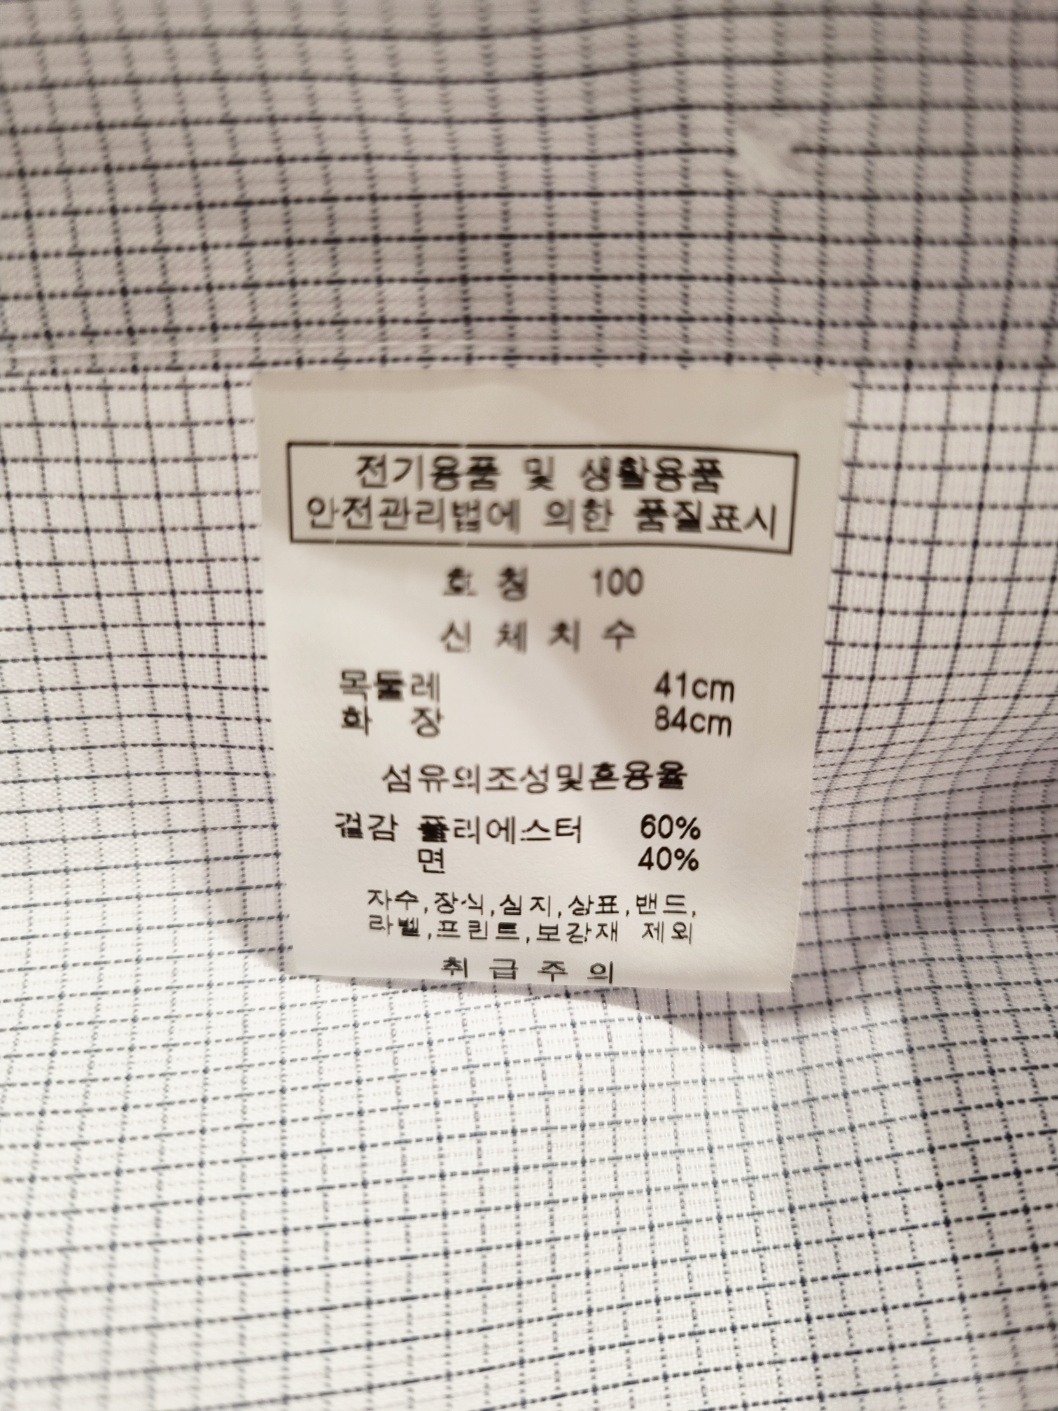 전기용품 및 생활용품
안전관리법에 의한 품질표시
호 칭 100
신 체 치 수
목둘레 41cm
화 장 84cm
섬유의조성및혼용율
겉감 폴리에스터 60%
면 40%
자수,장식,심지,상표,밴드,
라벨,프린트,보강재 제외
취 급 주 의